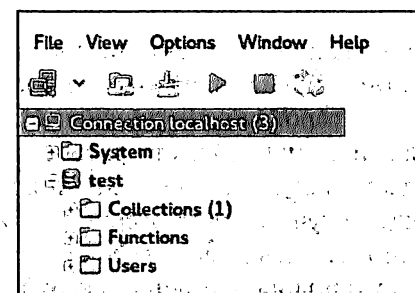 File View Options Window Help
Connection localhost (3)
System
test
Collections (1)
Functions
Users